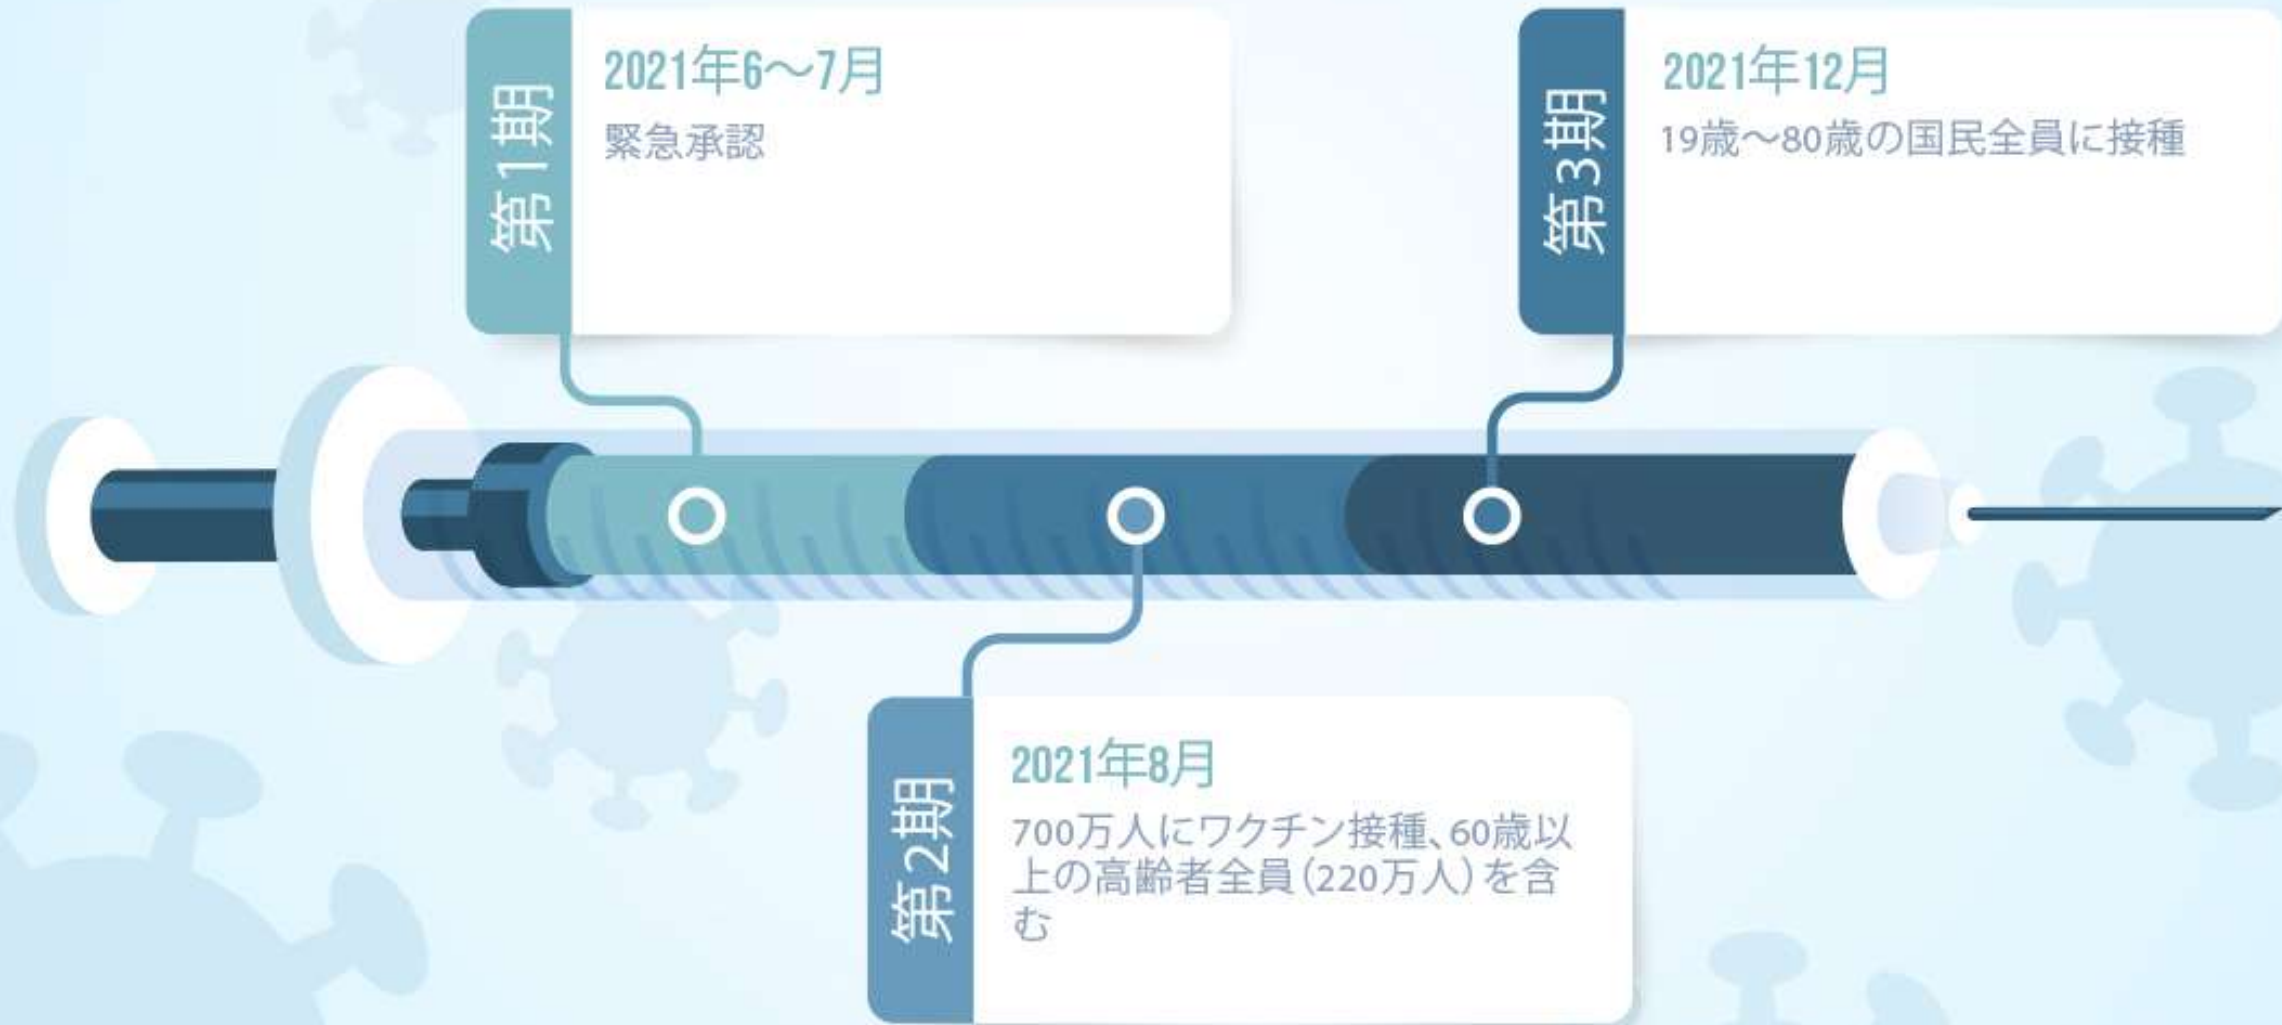 第1期
2021年6〜7月
緊急承認
第3期
2021年12月
19歳〜80歳の国民全員に接種
第2期
2021年8月
700万人にワクチン接種、60歳以
上の高齢者全員（220万人）を含
む